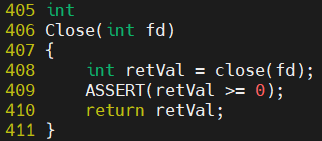 405 int
406 Close(int fd)
407 {
408     int retVal = close(fd);
409     ASSERT(retVal >= 0);
410     return retVal;
411 }